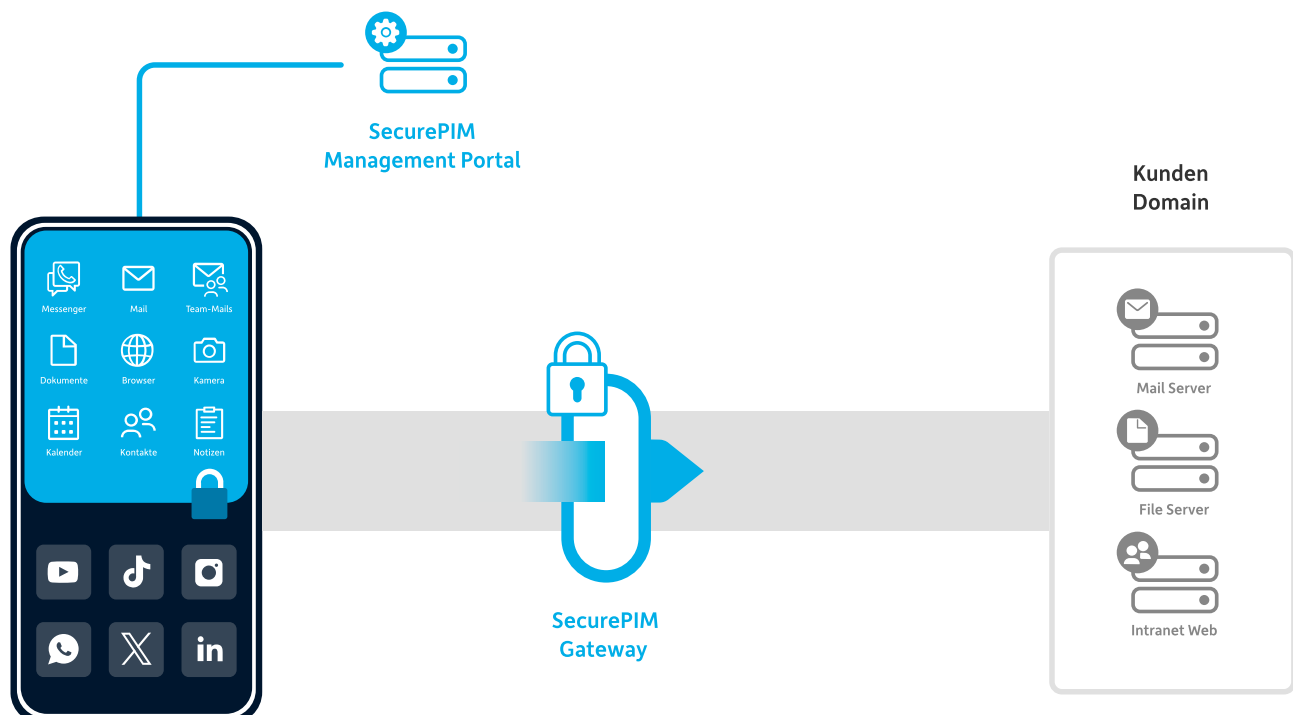 SecurePIM
Management Portal
Kunden
Domain
Messenger
Mail
Team-Mails
Dokumente
Browser
Kamera
Kalender
Kontakte
Notizen
in
SecurePIM
Gateway
Mail Server
File Server
Intranet Web